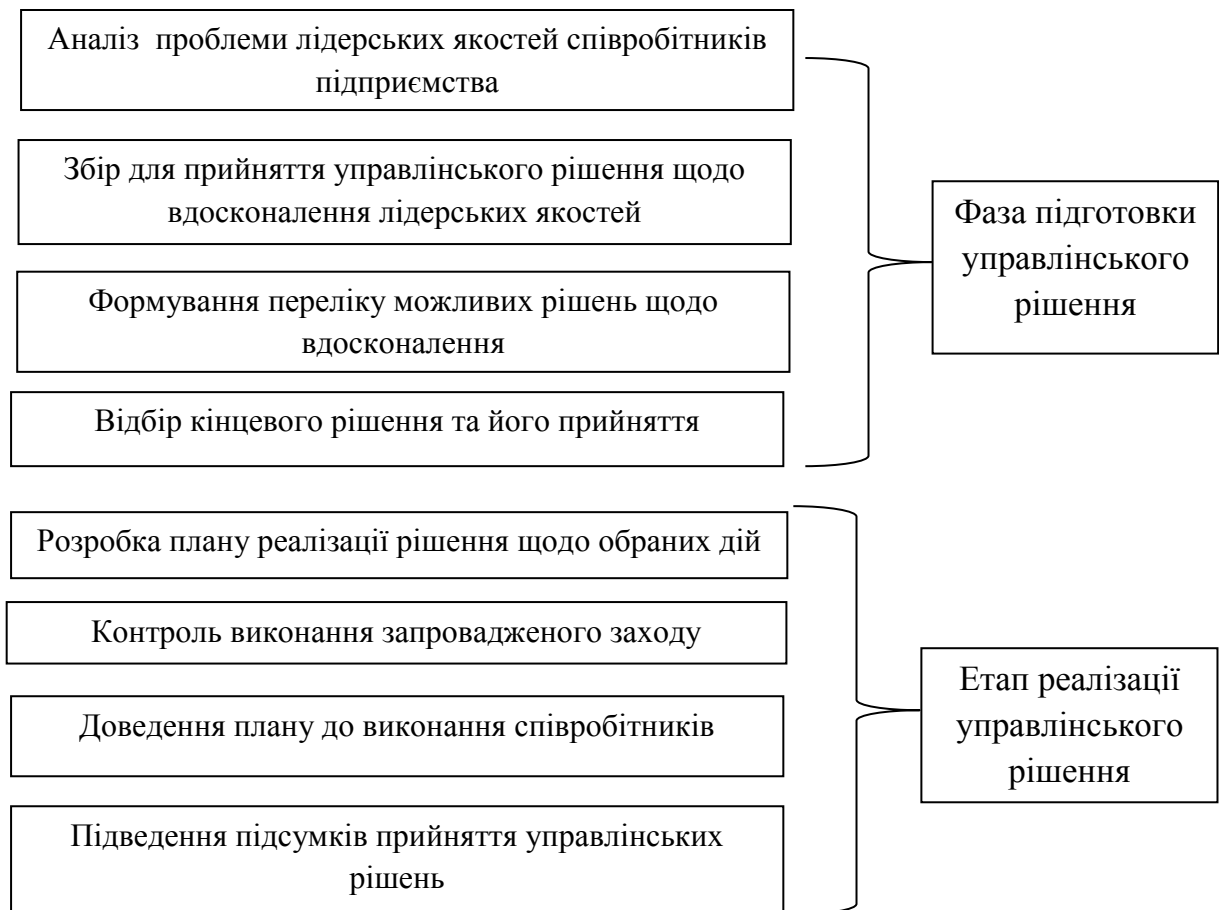 Аналіз проблеми лідерських якостей співробітників
підприємства
Збір для прийняття управлінського рішення щодо
вдосконалення лідерських якостей
Формування переліку можливих рішень щодо
вдосконалення
Відбір кінцевого рішення та його прийняття
Фаза підготовки
управлінського
рішення
Розробка плану реалізації рішення щодо обраних дій
Контроль виконання запровадженого заходу
Доведення плану до виконання співробітників
Підведення підсумків прийняття управлінських
рішень
Етап реалізації
управлінського
рішення